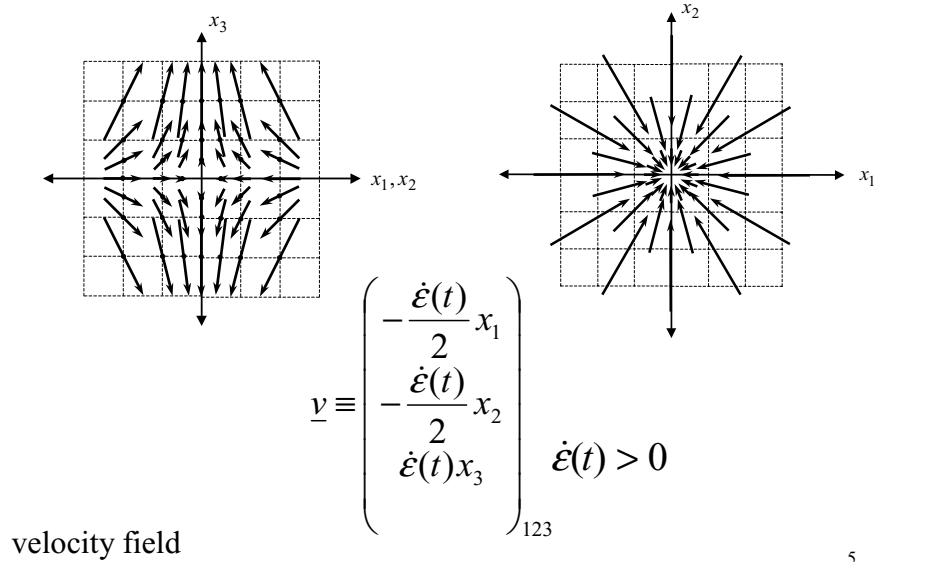 x₃
x₁, x₂
x₂
x₁
v ≡ ( −ε̇(t)/2 x₁
−ε̇(t)/2 x₂
ε̇(t)x₃ )₁₂₃ ε̇(t) > 0
velocity field
5